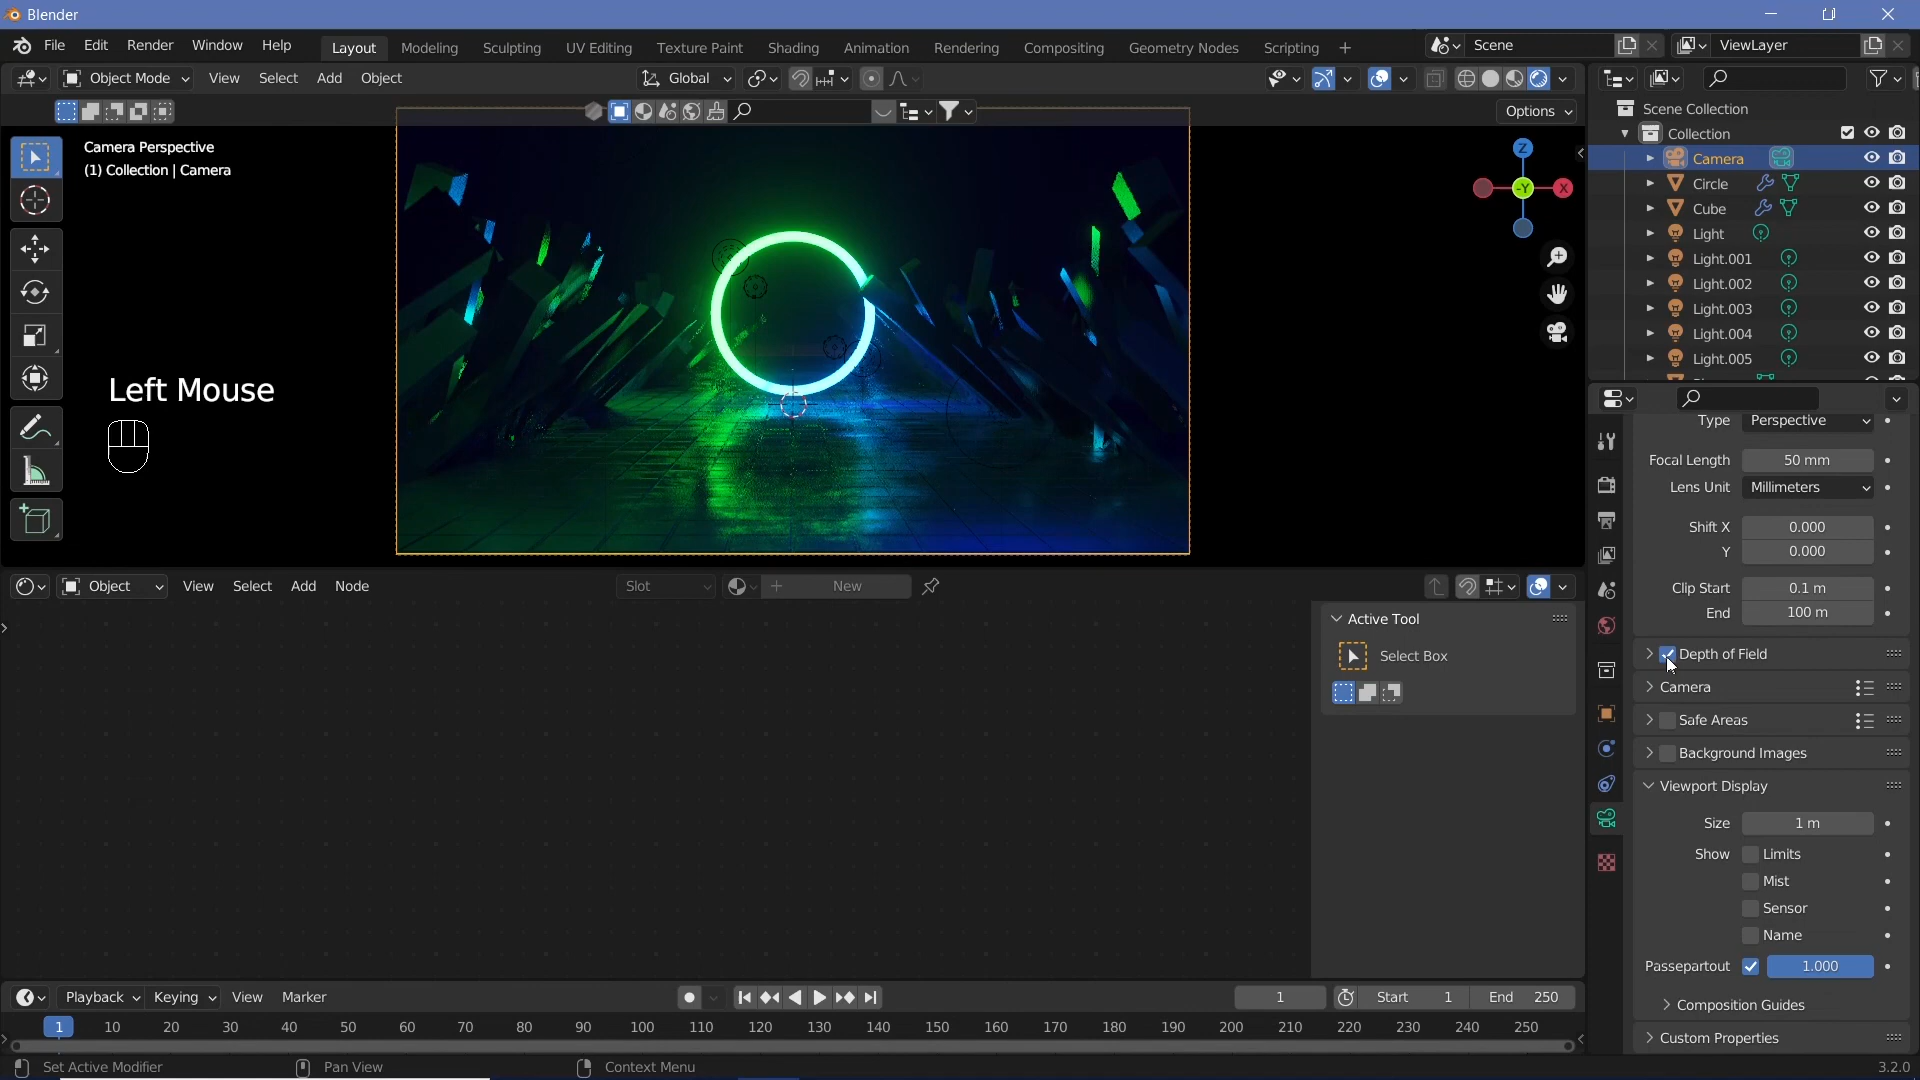 Blender
File Edit Render Window Help
Layout Modeling Sculpting UV Editing Texture Paint Shading Animation Rendering Compositing Geometry Nodes Scripting +
Scene
ViewLayer
Object Mode View Select Add Object
Global
Options
Camera Perspective
(1) Collection | Camera
Z
-Y
X
Left Mouse
Scene Collection
Collection
Camera
Circle
Cube
Light
Light.001
Light.002
Light.003
Light.004
Light.005
Type Perspective
Focal Length 50 mm
Lens Unit Millimeters
Shift X 0.000
Y 0.000
Clip Start 0.1 m
End 100 m
Depth of Field
Camera
Safe Areas
Background Images
Viewport Display
Size 1 m
Show Limits
Mist
Sensor
Name
Passepartout 1.000
Composition Guides
Custom Properties
Object View Select Add Node
Slot
New
Active Tool
Select Box
Playback Keying View Marker
1
Start 1
End 250
1 10 20 30 40 50 60 70 80 90 100 110 120 130 140 150 160 170 180 190 200 210 220 230 240 250
Set Active Modifier
Pan View
Context Menu
3.2.0